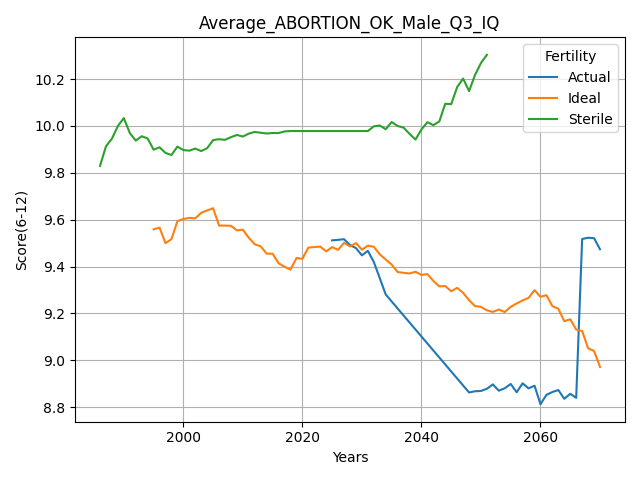 Average_ABORTION_OK_Male_Q3_IQ
Fertility
Actual
Ideal
Sterile
Score(6-12)
10.2
10.0
9.8
9.6
9.4
9.2
9.0
8.8
2000
2020
2040
2060
Years